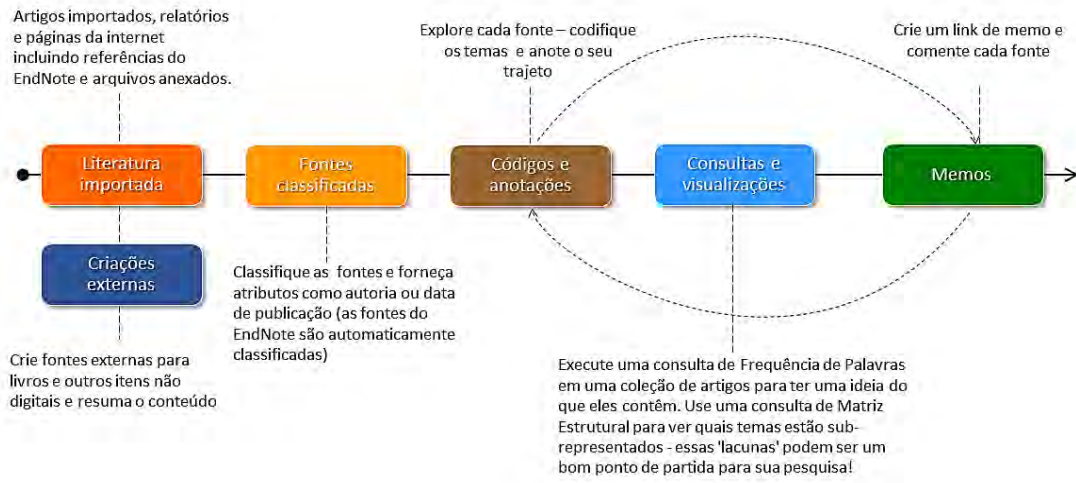 Artigos importados, relatórios
e páginas da internet
incluindo referências do
EndNote e arquivos anexados.
Explore cada fonte – codifique
os temas e anote o seu
trajeto
Crie um link de memo e
comente cada fonte
Literatura
importada
Fontes
classificadas
Códigos e
anotações
Consultas e
visualizações
Memos
Criações
externas
Classifique as fontes e forneça
atributos como autoria ou data
de publicação (as fontes do
EndNote são automaticamente
classificadas)
Crie fontes externas para
livros e outros itens não
digitais e resuma o conteúdo
Execute uma consulta de Frequência de Palavras
em uma coleção de artigos para ter uma ideia do
que eles contêm. Use uma consulta de Matriz
Estrutural para ver quais temas estão sub-
representados - essas 'lacunas' podem ser um
bom ponto de partida para sua pesquisa!